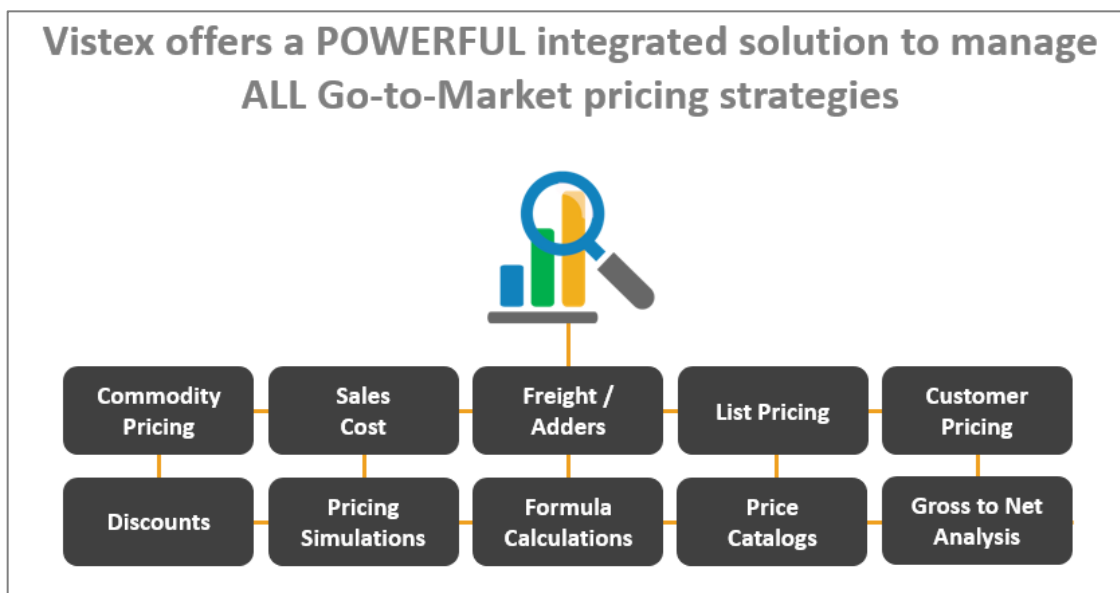 Vistex offers a POWERFUL integrated solution to manage
ALL Go-to-Market pricing strategies
Commodity
Pricing
Sales
Cost
Freight /
Adders
List Pricing
Customer
Pricing
Discounts
Pricing
Simulations
Formula
Calculations
Price
Catalogs
Gross to Net
Analysis